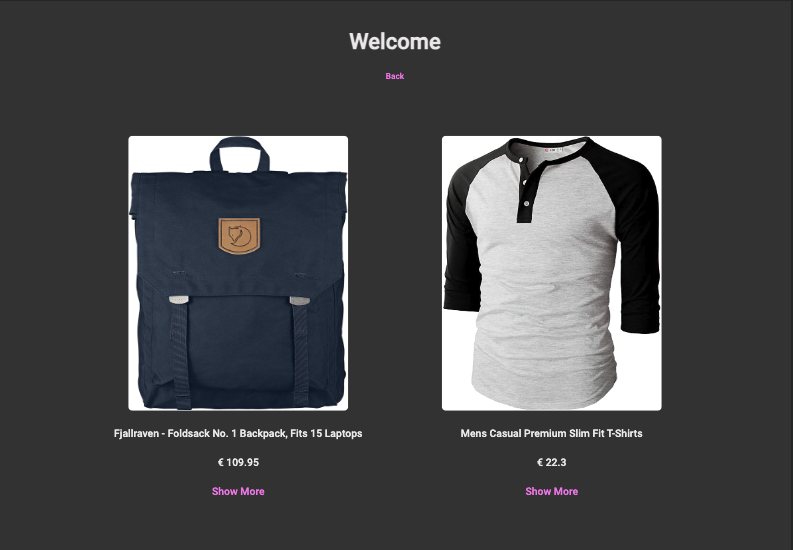 Welcome
Back
Fjallraven - Foldsack No. 1 Backpack, Fits 15 Laptops
Mens Casual Premium Slim Fit T-Shirts
€ 109.95
€ 22.3
Show More
Show More